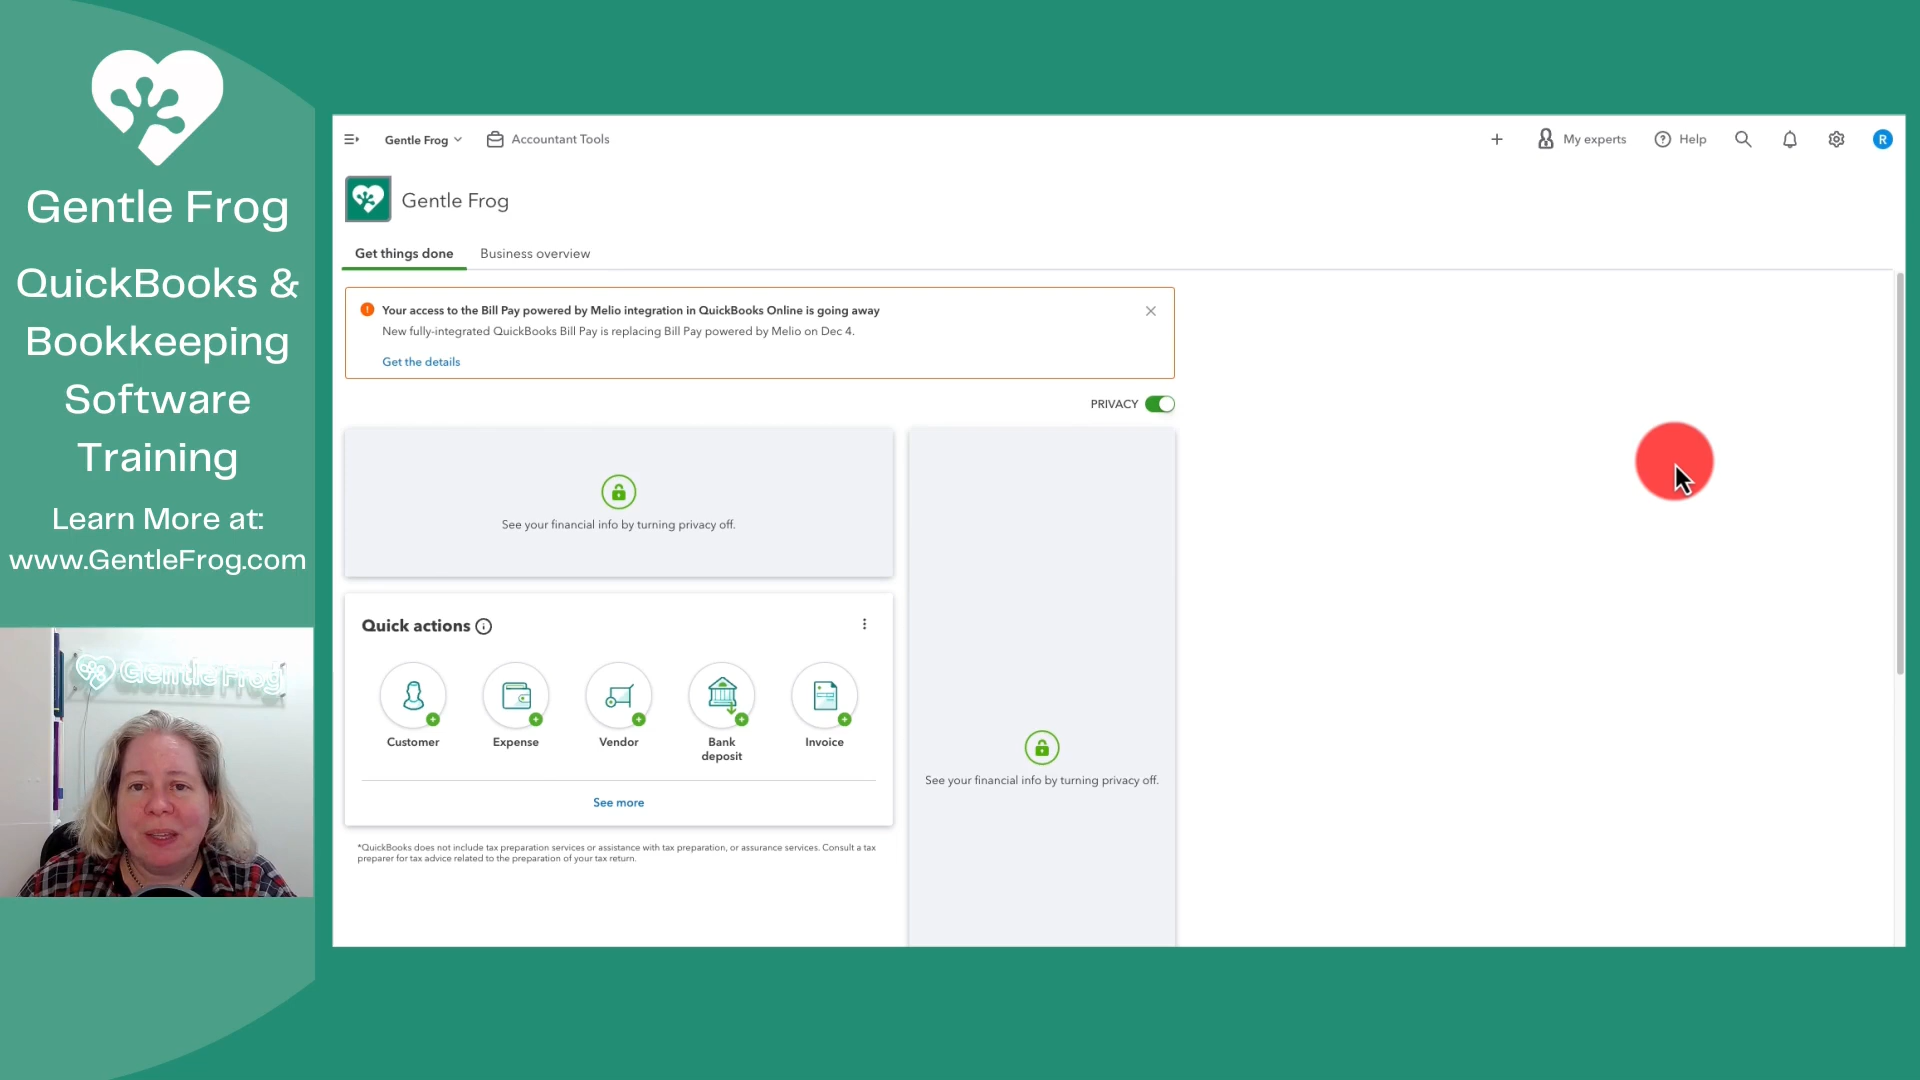 Gentle Frog
QuickBooks &
Bookkeeping
Software
Training
Learn More at:
www.GentleFrog.com
Gentle Frog
Gentle Frog
Accountant Tools
My experts
Help
R
Gentle Frog
Get things done
Business overview
Your access to the Bill Pay powered by Melio integration in QuickBooks Online is going away
New fully-integrated QuickBooks Bill Pay is replacing Bill Pay powered by Melio on Dec 4.
Get the details
PRIVACY
See your financial info by turning privacy off.
Quick actions
Customer
Expense
Vendor
Bank
deposit
Invoice
See more
*QuickBooks does not include tax preparation services or assistance with tax preparation, or assurance services. Consult a tax
preparer for tax advice related to the preparation of your tax return.
See your financial info by turning privacy off.